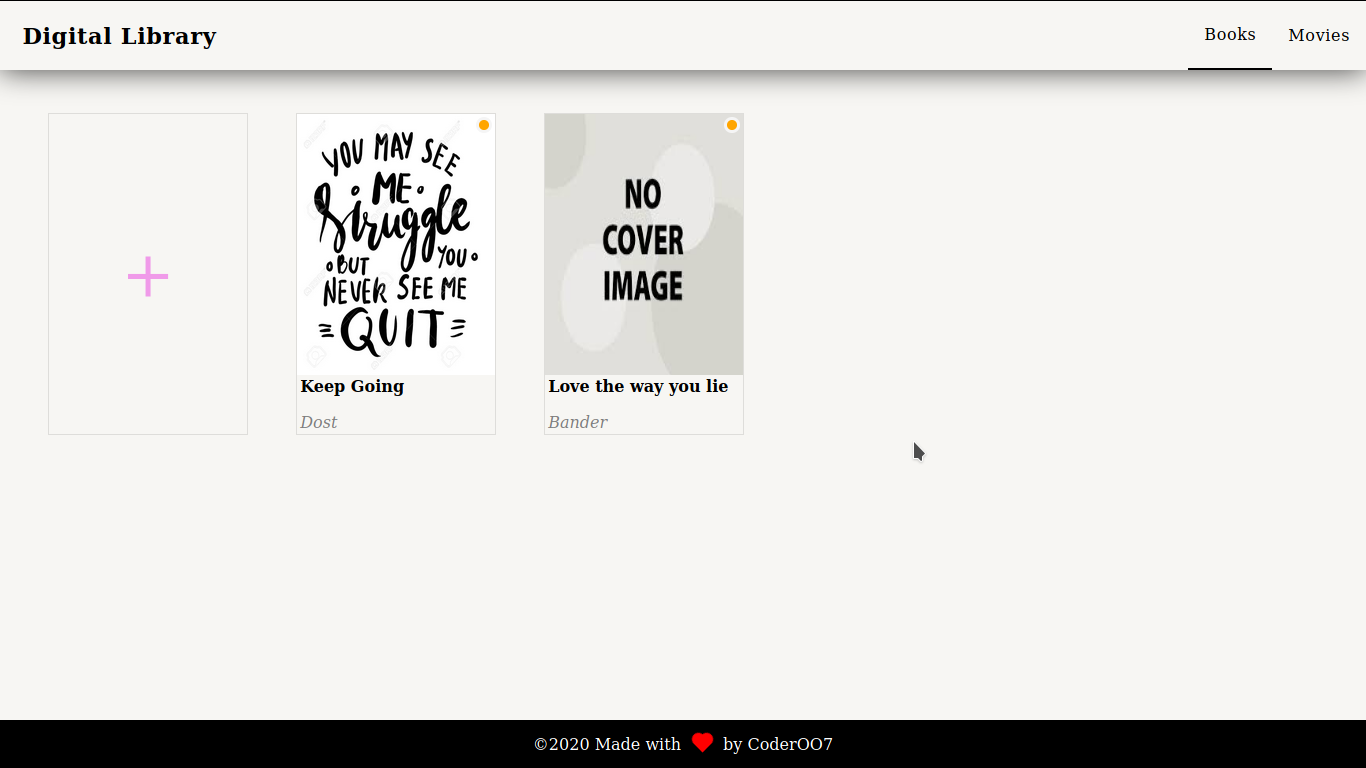 Digital Library
Books
Movies
YOU MAY SEE
ME
Struggle
BUT
YOU
NEVER SEE ME
QUIT
NO
COVER
IMAGE
Keep Going
Love the way you lie
Dost
Bander
©2020 Made with ❤ by CoderOO7